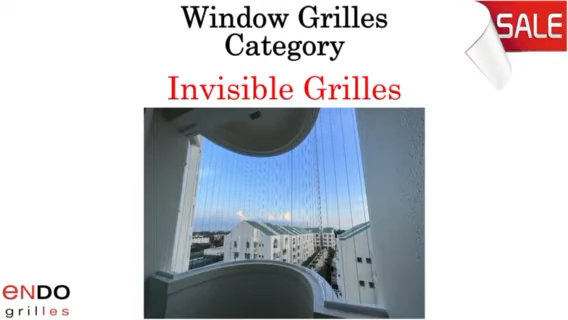 Window Grilles
Category
SALE
Invisible Grilles
ENDO
grilles